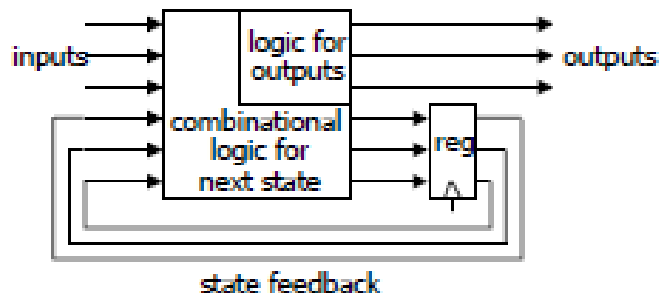 inputs
logic for
outputs
outputs
combinational
logic for
next state
reg
state feedback